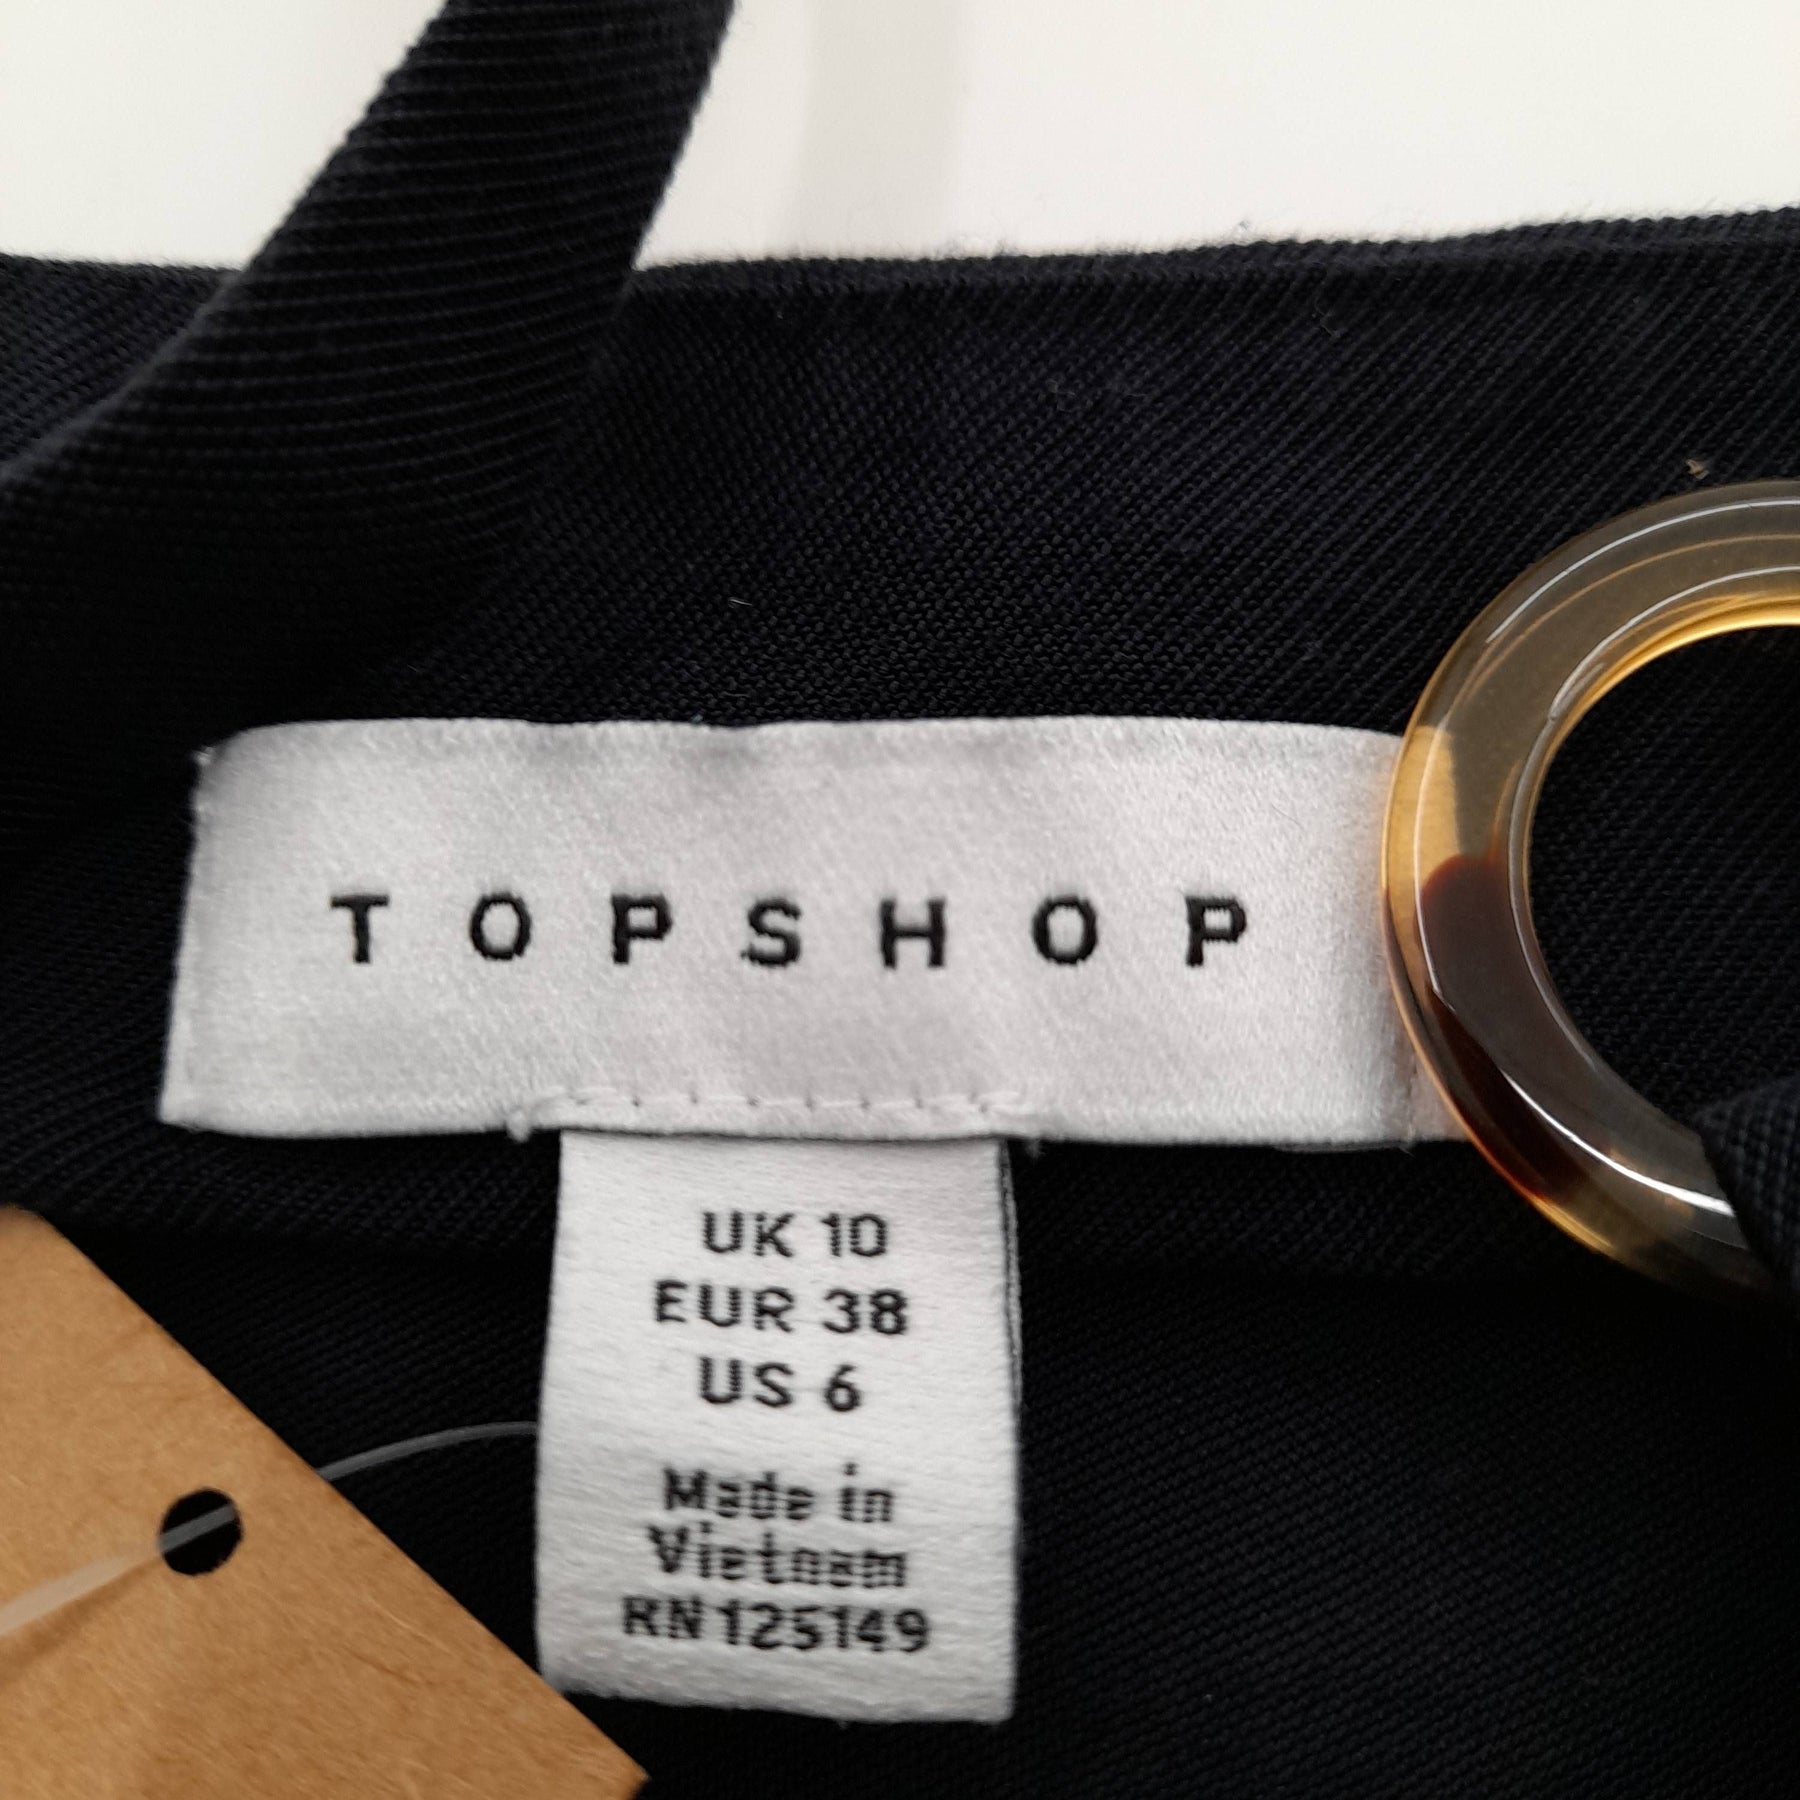 TOPSHOP
UK 10
EUR 38
US 6
Made in
Vietnam
RN 125149